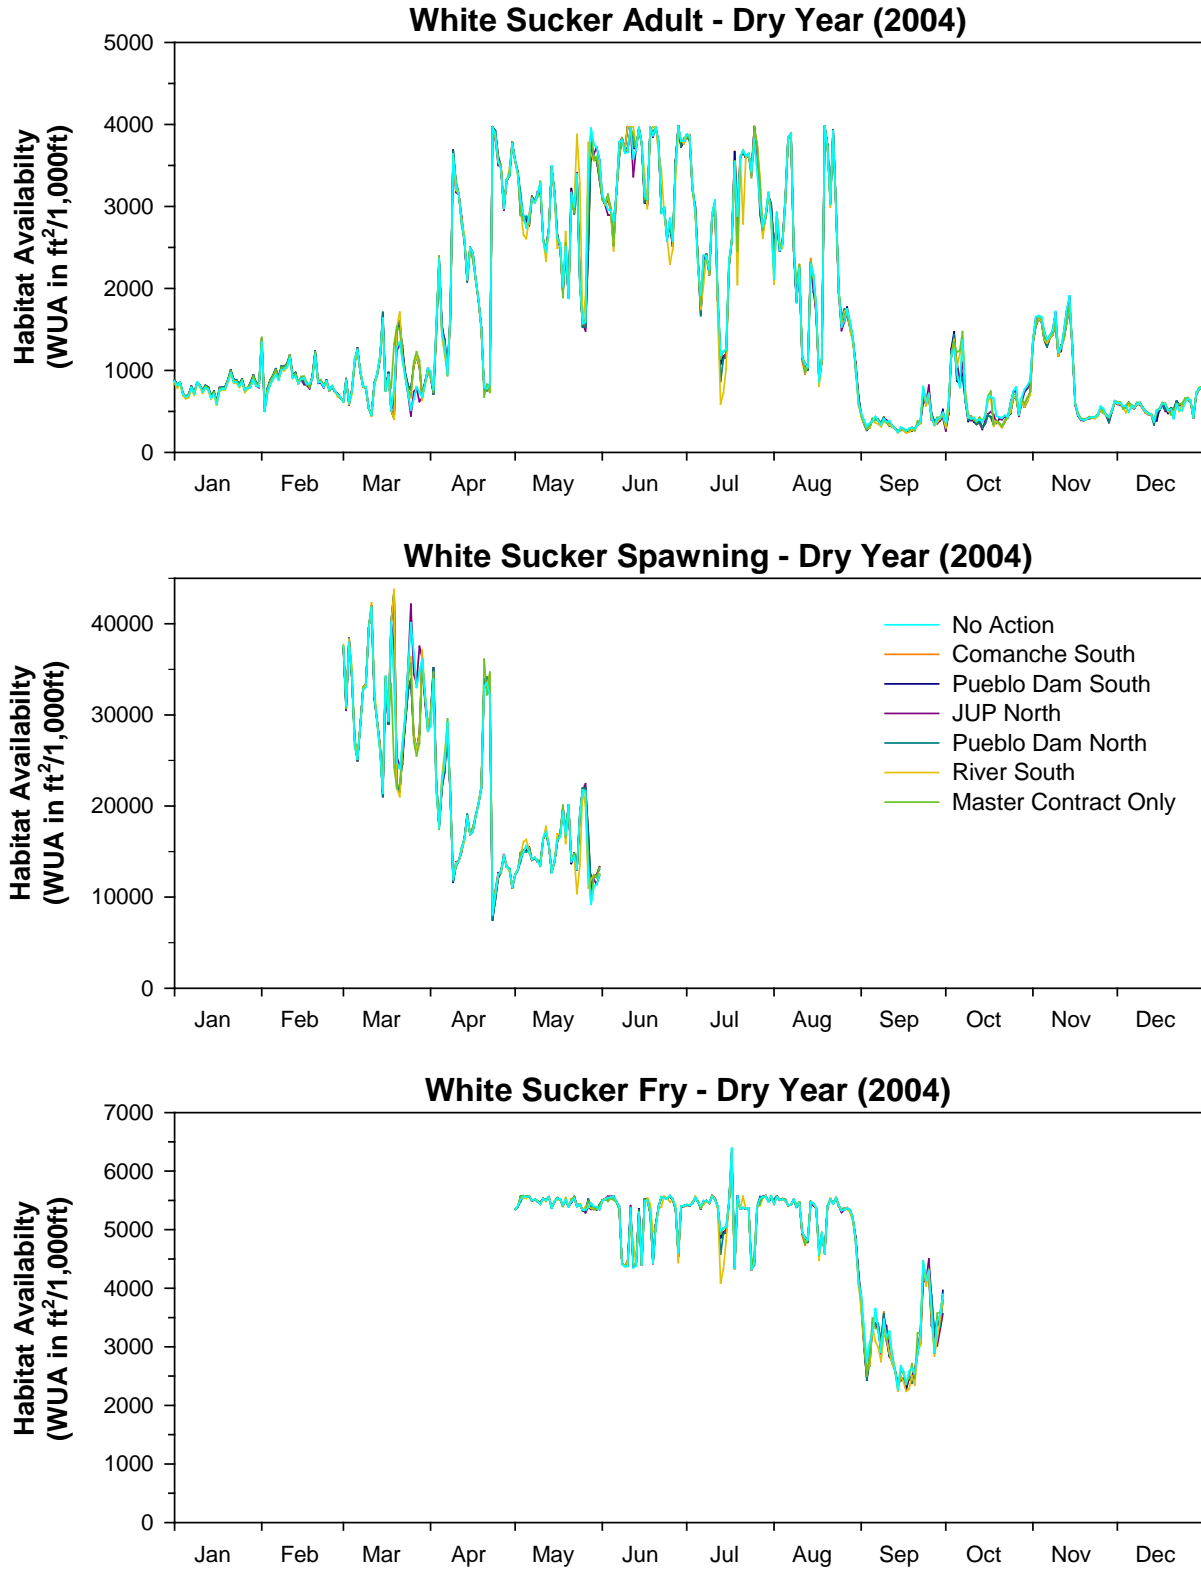 White Sucker Adult - Dry Year (2004)
Habitat Availabilty
(WUA in ft²/1,000ft)
5000
4000
3000
2000
1000
0
Jan Feb Mar Apr May Jun Jul Aug Sep Oct Nov Dec
White Sucker Spawning - Dry Year (2004)
Habitat Availabilty
(WUA in ft²/1,000ft)
40000
30000
20000
10000
0
No Action
Comanche South
Pueblo Dam South
JUP North
Pueblo Dam North
River South
Master Contract Only
Jan Feb Mar Apr May Jun Jul Aug Sep Oct Nov Dec
White Sucker Fry - Dry Year (2004)
Habitat Availabilty
(WUA in ft²/1,000ft)
7000
6000
5000
4000
3000
2000
1000
0
Jan Feb Mar Apr May Jun Jul Aug Sep Oct Nov Dec